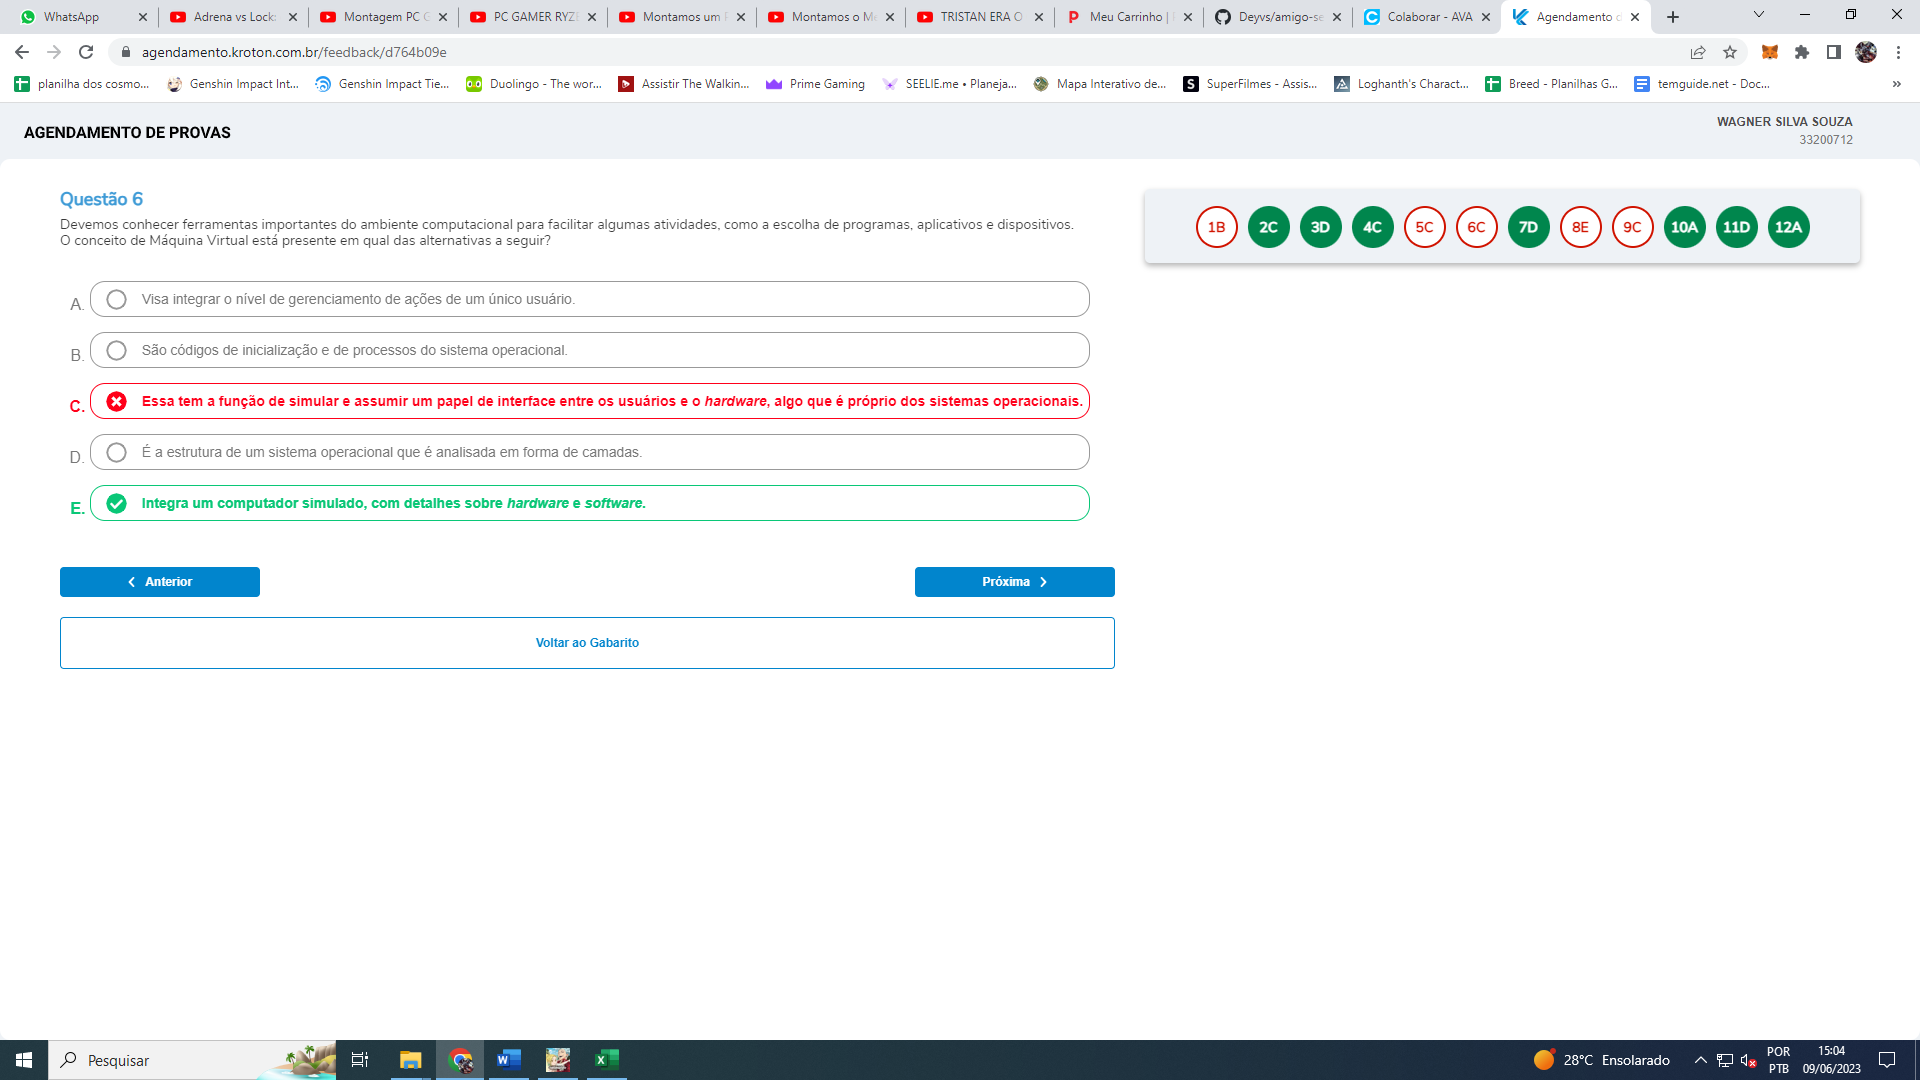 WhatsApp
Adrena vs Lock
Montagem PC G
PC GAMER RYZE
Montamos um
Montamos o Me
TRISTAN ERA O
Meu Carrinho |
Deyvs/amigo-se
Colaborar - AVA
Agendamento d
agendamento.kroton.com.br/feedback/d764b09e
planilha dos cosmo...
Genshin Impact Int...
Genshin Impact Tie...
Duolingo - The wor...
Assistir The Walkin...
Prime Gaming
SEELIE.me • Planeja...
Mapa Interativo de...
SuperFilmes - Assis...
Loghanth's Charact...
Breed - Planilhas G...
temguide.net - Doc...
»
AGENDAMENTO DE PROVAS
WAGNER SILVA SOUZA
33200712
Questão 6
Devemos conhecer ferramentas importantes do ambiente computacional para facilitar algumas atividades, como a escolha de programas, aplicativos e dispositivos.
O conceito de Máquina Virtual está presente em qual das alternativas a seguir?
A. Visa integrar o nível de gerenciamento de ações de um único usuário.
B. São códigos de inicialização e de processos do sistema operacional.
C. Essa tem a função de simular e assumir um papel de interface entre os usuários e o hardware, algo que é próprio dos sistemas operacionais.
D. É a estrutura de um sistema operacional que é analisada em forma de camadas.
E. Integra um computador simulado, com detalhes sobre hardware e software.
1B 2C 3D 4C 5C 6C 7D 8E 9C 10A 11D 12A
Anterior
Próxima
Voltar ao Gabarito
Pesquisar
28°C Ensolarado
POR
PTB
15:04
09/06/2023